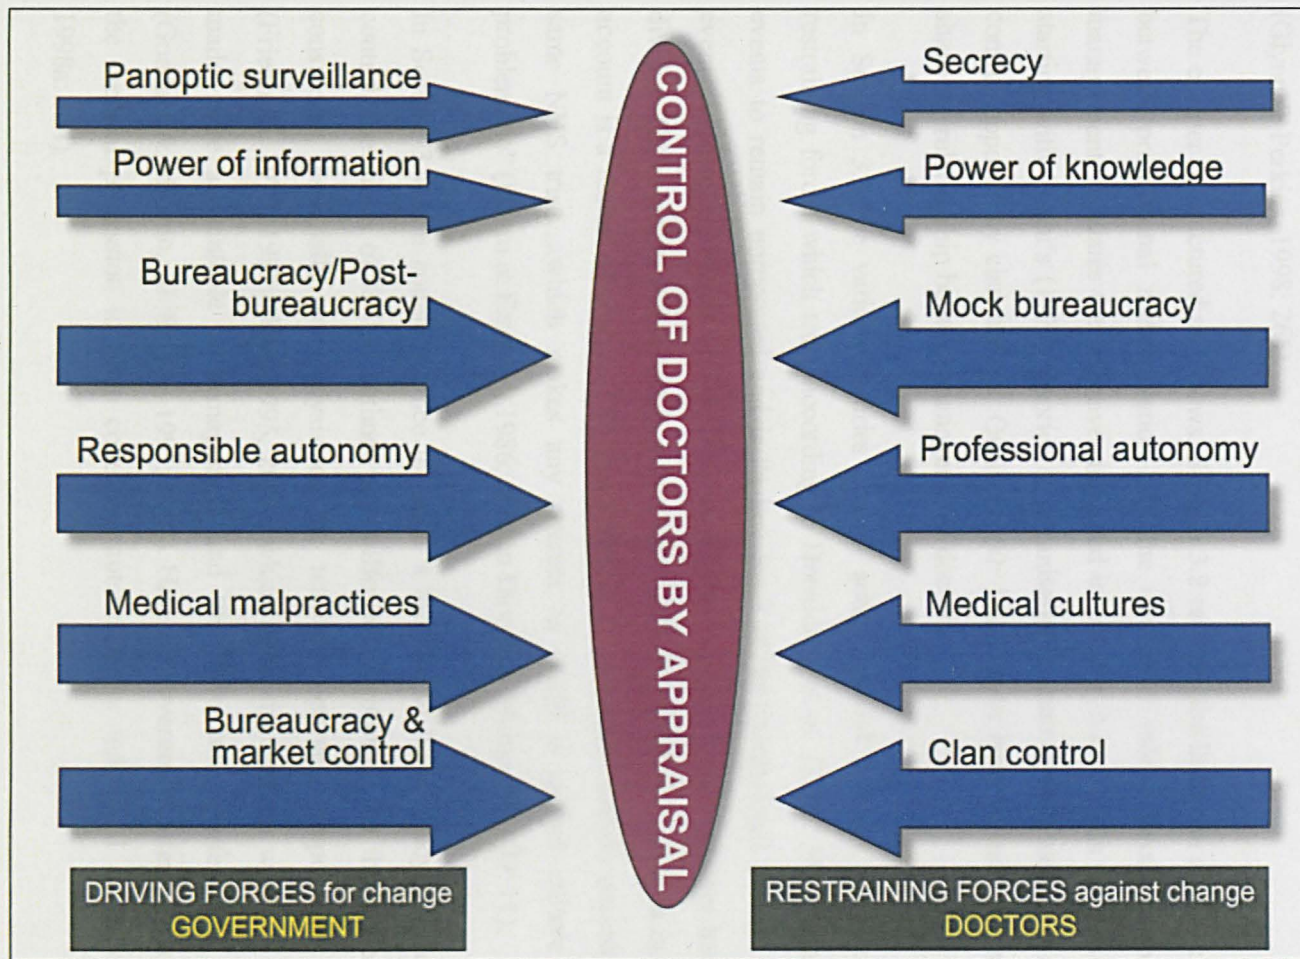 Panoptic surveillance
Power of information
Bureaucracy/Post-
bureaucracy
Responsible autonomy
Medical malpractices
Bureaucracy &
market control
DRIVING FORCES for change
GOVERNMENT
CONTROL OF DOCTORS BY APPRAISAL
Secrecy
Power of knowledge
Mock bureaucracy
Professional autonomy
Medical cultures
Clan control
RESTRAINING FORCES against change
DOCTORS